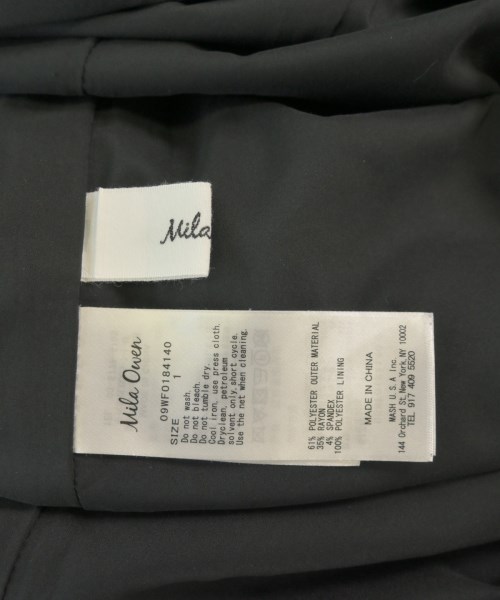 Mila
Mila Owen
09WF0184140
SIZE 1
Do not wash.
Do not bleach.
Do not tumble dry.
Cool iron, use press cloth.
Dryclean, petroleum
solvent only.short cycle.
Use the net when cleaning.
61% POLYESTER OUTER MATERIAL
35% RAYON
4% SPANDEX
100% POLYESTER LINING
MADE IN CHINA
MASH U.S.A Inc
144 Orchard St, New York, NY 10002
TEL 917 409 5520